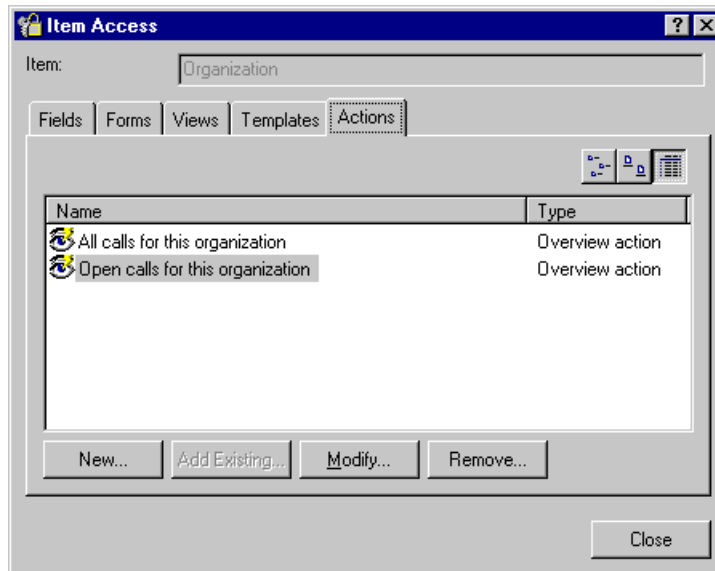 Item Access
Item: Organization
Fields Forms Views Templates Actions
Name Type
All calls for this organization Overview action
Open calls for this organization Overview action
New... Add Existing... Modify... Remove...
Close